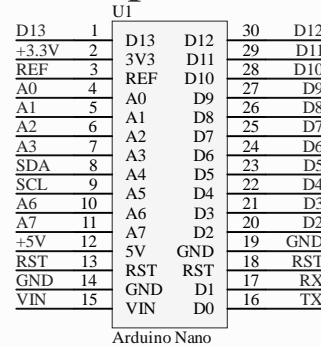 U1
D13 1 D13 D12 30 D12
+3.3V 2 3V3 D11 29 D11
REF 3 REF D10 28 D10
A0 4 A0 D9 27 D9
A1 5 A1 D8 26 D8
A2 6 A2 D7 25 D7
A3 7 A3 D6 24 D6
SDA 8 A4 D5 23 D5
SCL 9 A5 D4 22 D4
A6 10 A6 D3 21 D3
A7 11 A7 D2 20 D2
+5V 12 5V GND 19 GND
RST 13 RST RST 18 RST
GND 14 GND D1 17 RX
VIN 15 VIN D0 16 TX
Arduino Nano